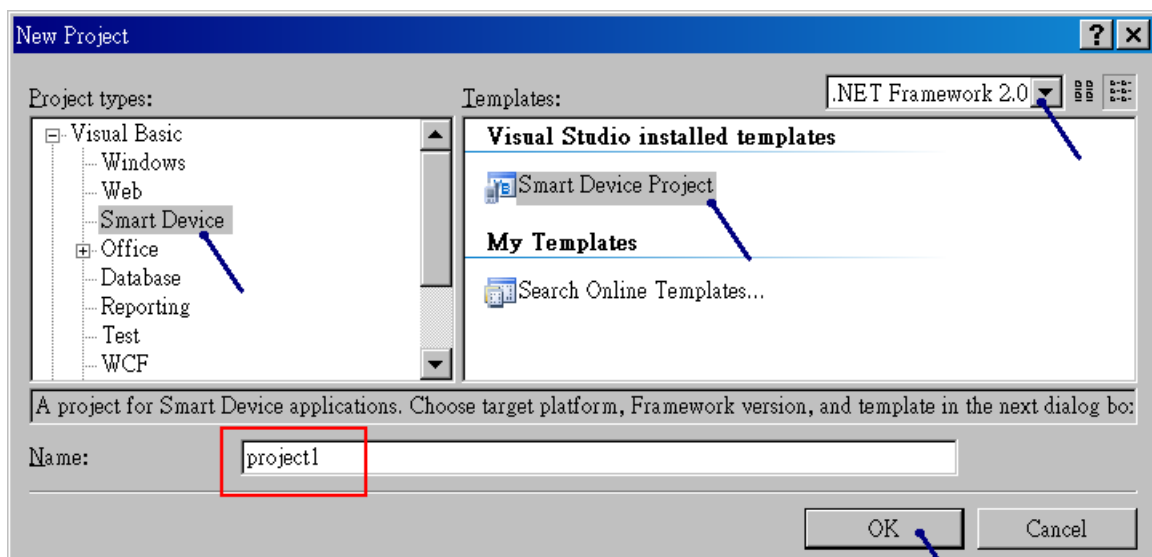 New Project
Project types:
Templates:
.NET Framework 2.0
Visual Basic
Windows
Web
Smart Device
Office
Database
Reporting
Test
WCF
Visual Studio installed templates
Smart Device Project
My Templates
Search Online Templates...
A project for Smart Device applications. Choose target platform, Framework version, and template in the next dialog bo:
Name:
project1
OK
Cancel